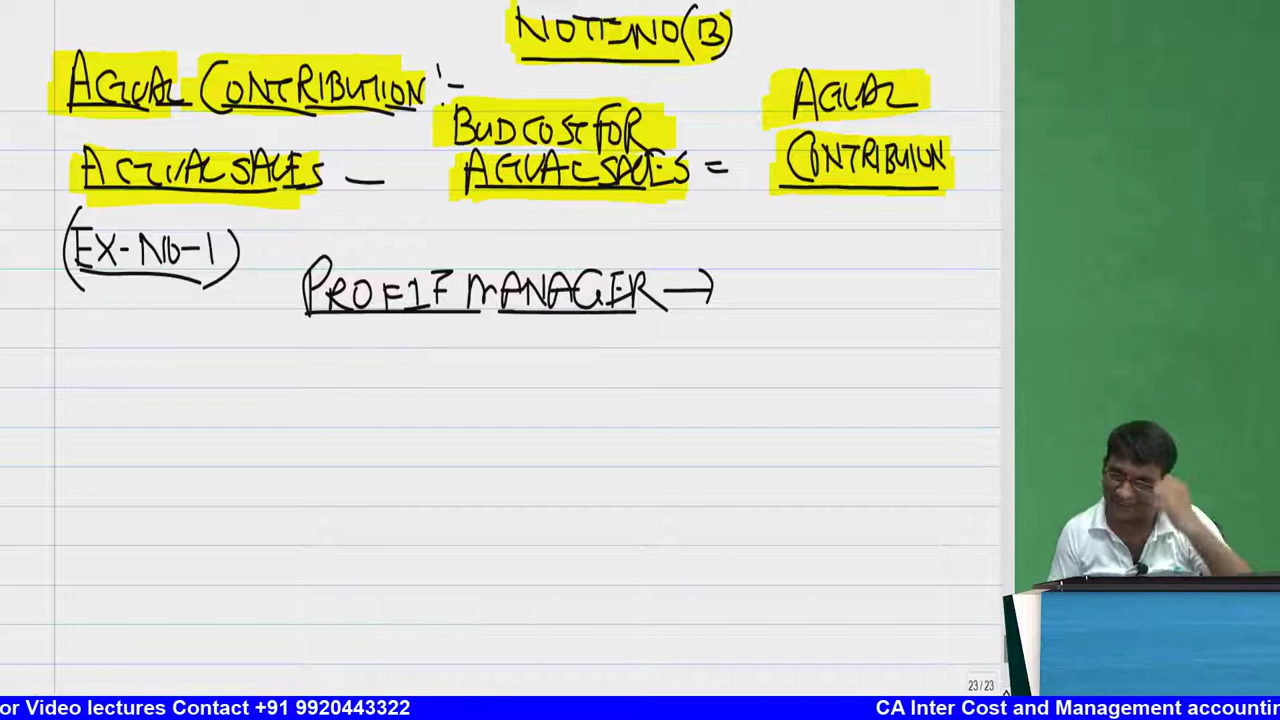 NOTE NO (B)
ACTUAL CONTRIBUTION :-
ACTUAL SALES — BUD COST FOR ACTUAL SALES = ACTUAL CONTRIBUTION
(EX-NO-1)
PROFIT MANAGER →
23/23
or Video lectures Contact +91 9920443322
CA Inter Cost and Management accountin